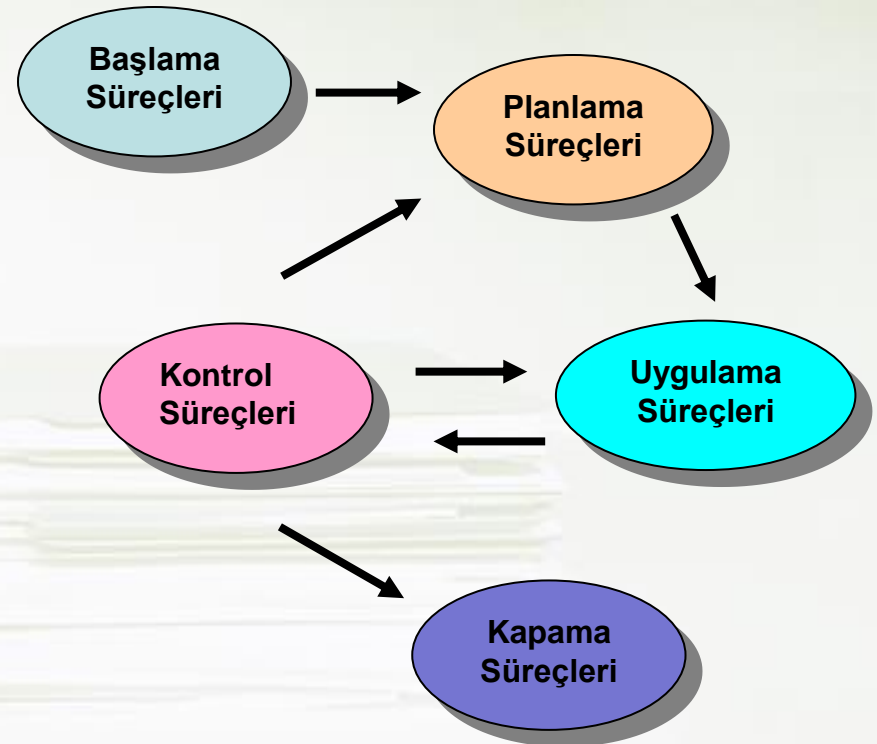 Başlama
Süreçleri
Planlama
Süreçleri
Kontrol
Süreçleri
Uygulama
Süreçleri
Kapama
Süreçleri